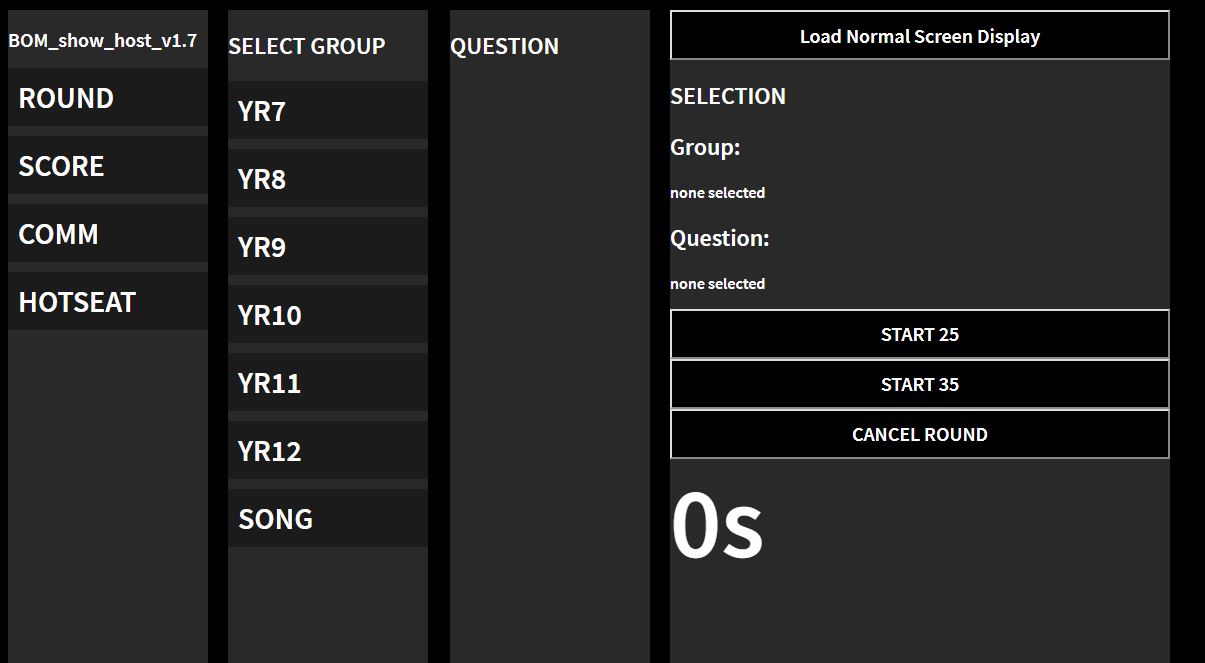 BOM_show_host_v1.7
ROUND
SCORE
COMM
HOTSEAT
SELECT GROUP
YR7
YR8
YR9
YR10
YR11
YR12
SONG
QUESTION
Load Normal Screen Display
SELECTION
Group:
none selected
Question:
none selected
START 25
START 35
CANCEL ROUND
0s